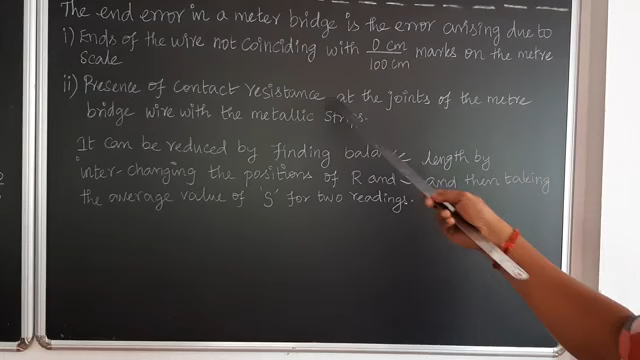 The end error in a meter bridge is the error arising due to
i) Ends of the wire not coinciding with 0 cm / 100 cm marks on the metre
scale
ii) Presence of contact resistance at the joints of the metre
bridge wire with the metallic strips.
It can be reduced by finding length by
inter-changing the positions of R and and then taking
the average value of 'S' for two readings.